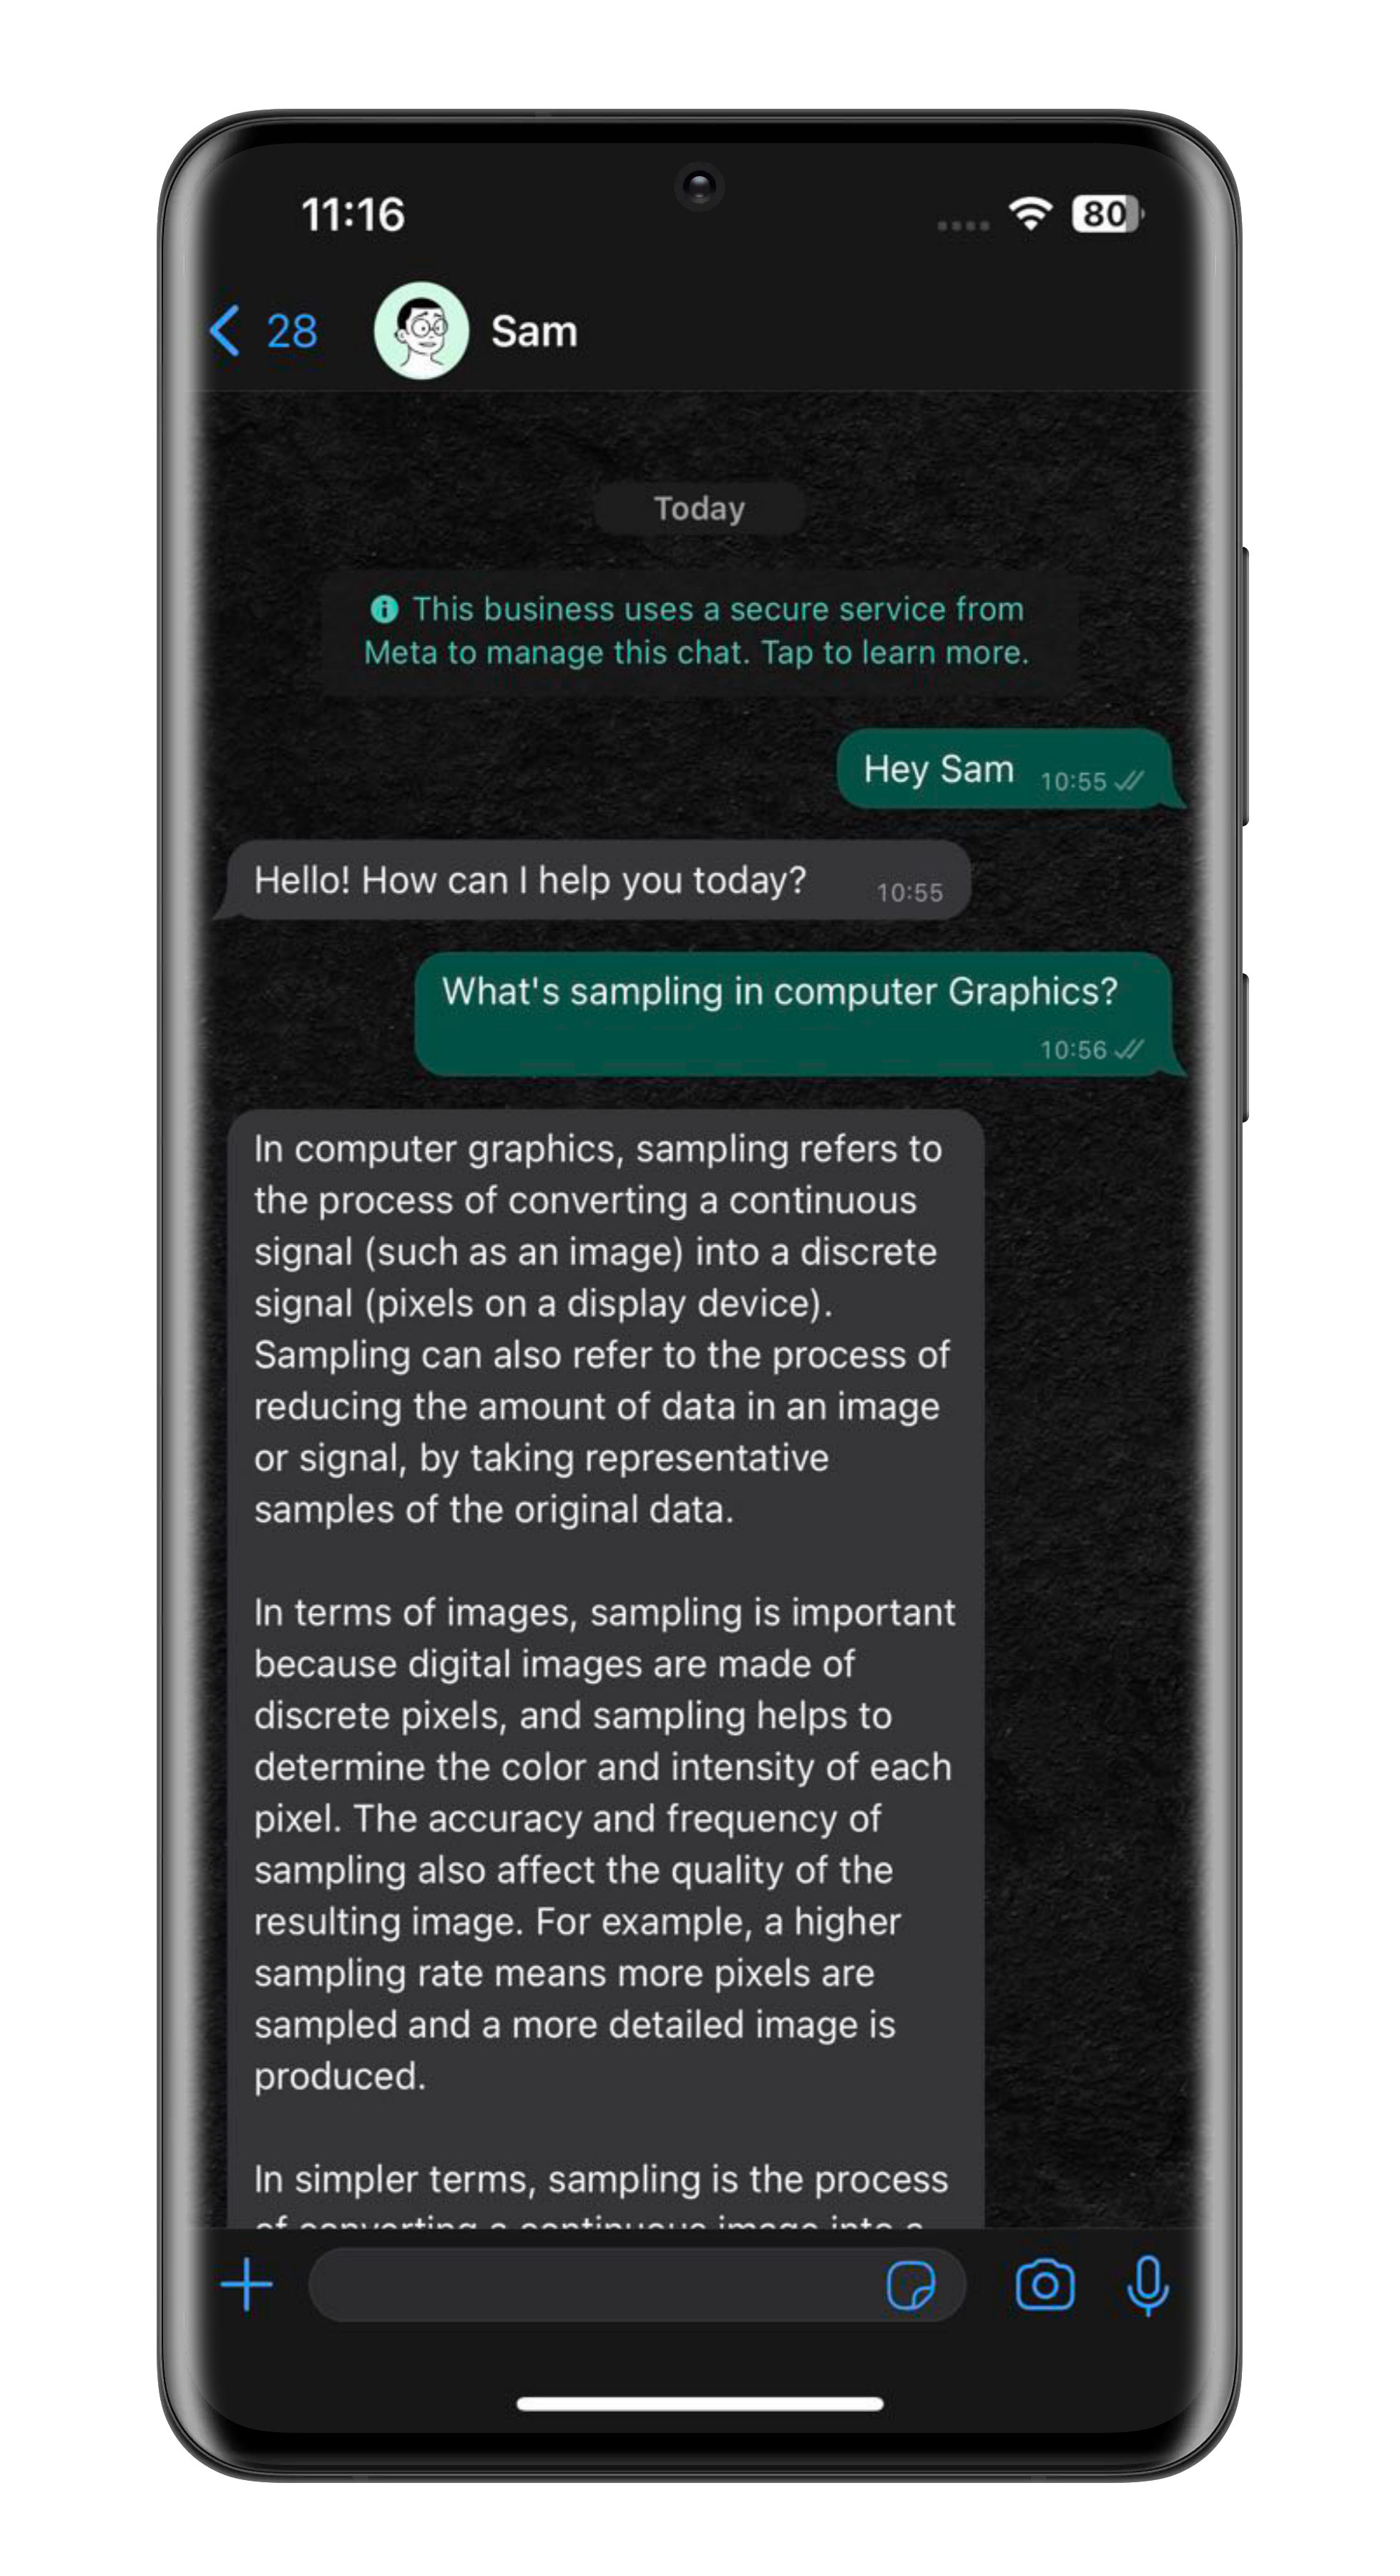 11:16
80
28
Sam
Today
This business uses a secure service from
Meta to manage this chat. Tap to learn more.
Hey Sam 10:55
Hello! How can I help you today? 10:55
What's sampling in computer Graphics?
10:56
In computer graphics, sampling refers to
the process of converting a continuous
signal (such as an image) into a discrete
signal (pixels on a display device).
Sampling can also refer to the process of
reducing the amount of data in an image
or signal, by taking representative
samples of the original data.
In terms of images, sampling is important
because digital images are made of
discrete pixels, and sampling helps to
determine the color and intensity of each
pixel. The accuracy and frequency of
sampling also affect the quality of the
resulting image. For example, a higher
sampling rate means more pixels are
sampled and a more detailed image is
produced.
In simpler terms, sampling is the process
of converting a continuous image into a